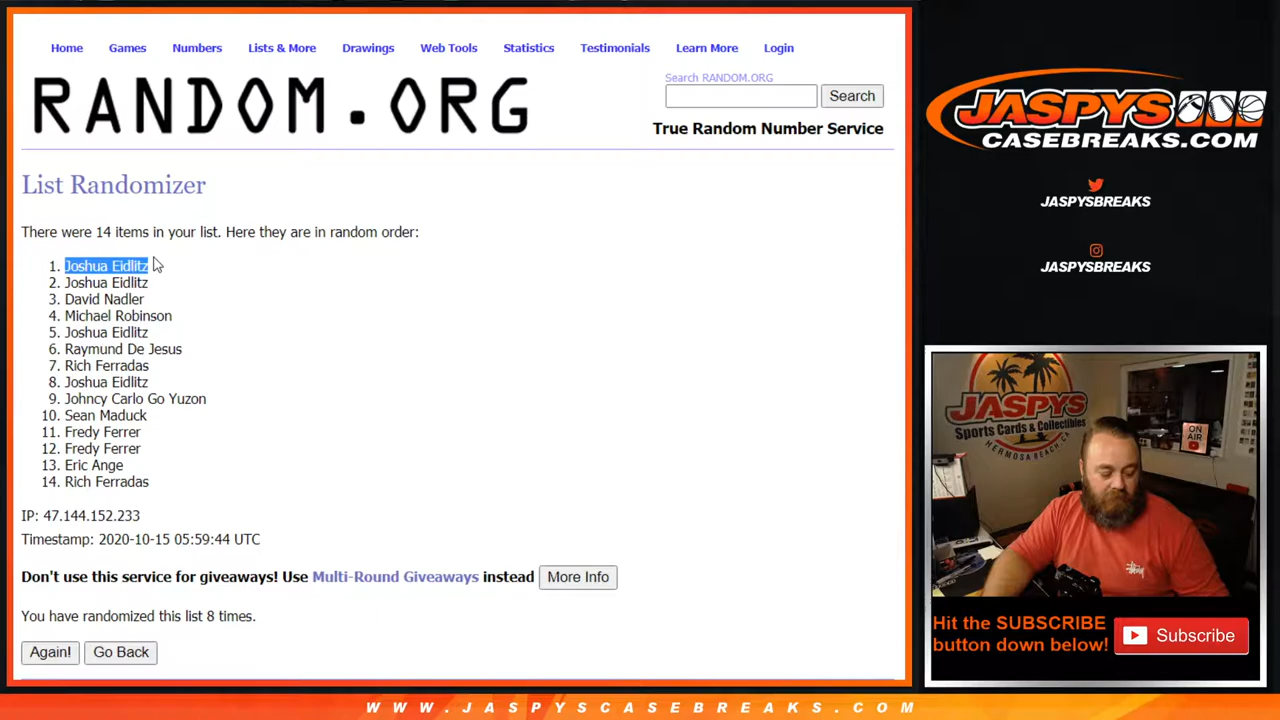 Home Games Numbers Lists & More Drawings Web Tools Statistics Testimonials Learn More Login
RANDOM.ORG
Search RANDOM.ORG
Search
True Random Number Service
List Randomizer
There were 14 items in your list. Here they are in random order:
1. Joshua Eidlitz
2. Joshua Eidlitz
3. David Nadler
4. Michael Robinson
5. Joshua Eidlitz
6. Raymund De Jesus
7. Rich Ferradas
8. Joshua Eidlitz
9. Johncy Carlo Go Yuzon
10. Sean Maduck
11. Fredy Ferrer
12. Fredy Ferrer
13. Eric Ange
14. Rich Ferradas
IP: 47.144.152.233
Timestamp: 2020-10-15 05:59:44 UTC
Don't use this service for giveaways! Use Multi-Round Giveaways instead More Info
You have randomized this list 8 times.
Again! Go Back
JASPYS
CASEBREAKS.COM
JASPYSBREAKS
JASPYSBREAKS
JASPYS
Sports Cards & Collectibles
HERMOSA BEACH, CA
ON
AIR
Hit the SUBSCRIBE
button down below!
Subscribe
WWW.JASPYSCASEBREAKS.COM